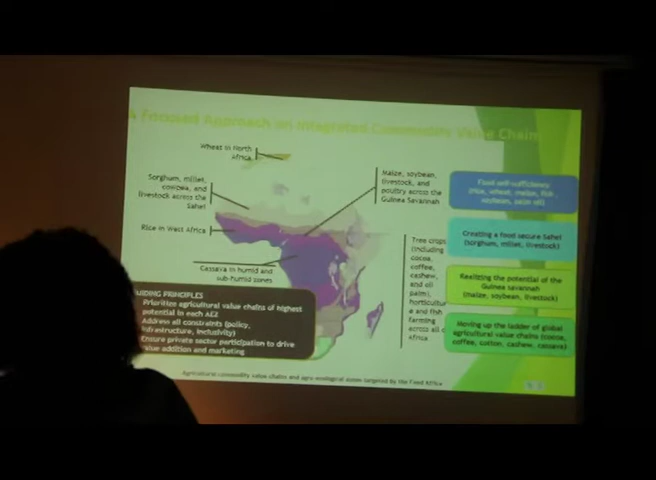 A Focused Approach on Integrated Commodity Value Chain
Wheat in North
Africa
Sorghum, millet,
cowpea, and
livestock across the
Sahel
Rice in West Africa
Cassava in humid and
sub-humid zones
Maize, soybean,
livestock, and
poultry across the
Guinea Savannah
Tree crops
(including
cocoa,
coffee,
cashew,
and oil
palm),
horticultur
e and fish
farming
across all o
Africa
GUIDING PRINCIPLES
Prioritize agricultural value chains of highest
potential in each AEZ
Address all constraints (policy,
infrastructure, inclusivity)
Ensure private sector participation to drive
value addition and marketing
Food self-sufficiency
(rice, wheat, maize, fish
soybean, palm oil)
Creating a food secure Sahel
(sorghum, millet, livestock)
Realizing the potential of the
Guinea savannah
(maize, soybean, livestock)
Moving up the ladder of global
agricultural value chains (cocoa,
coffee, cotton, cashew, cassava)
Agricultural commodity value chains and agro-ecological zones targeted by the Feed Africa